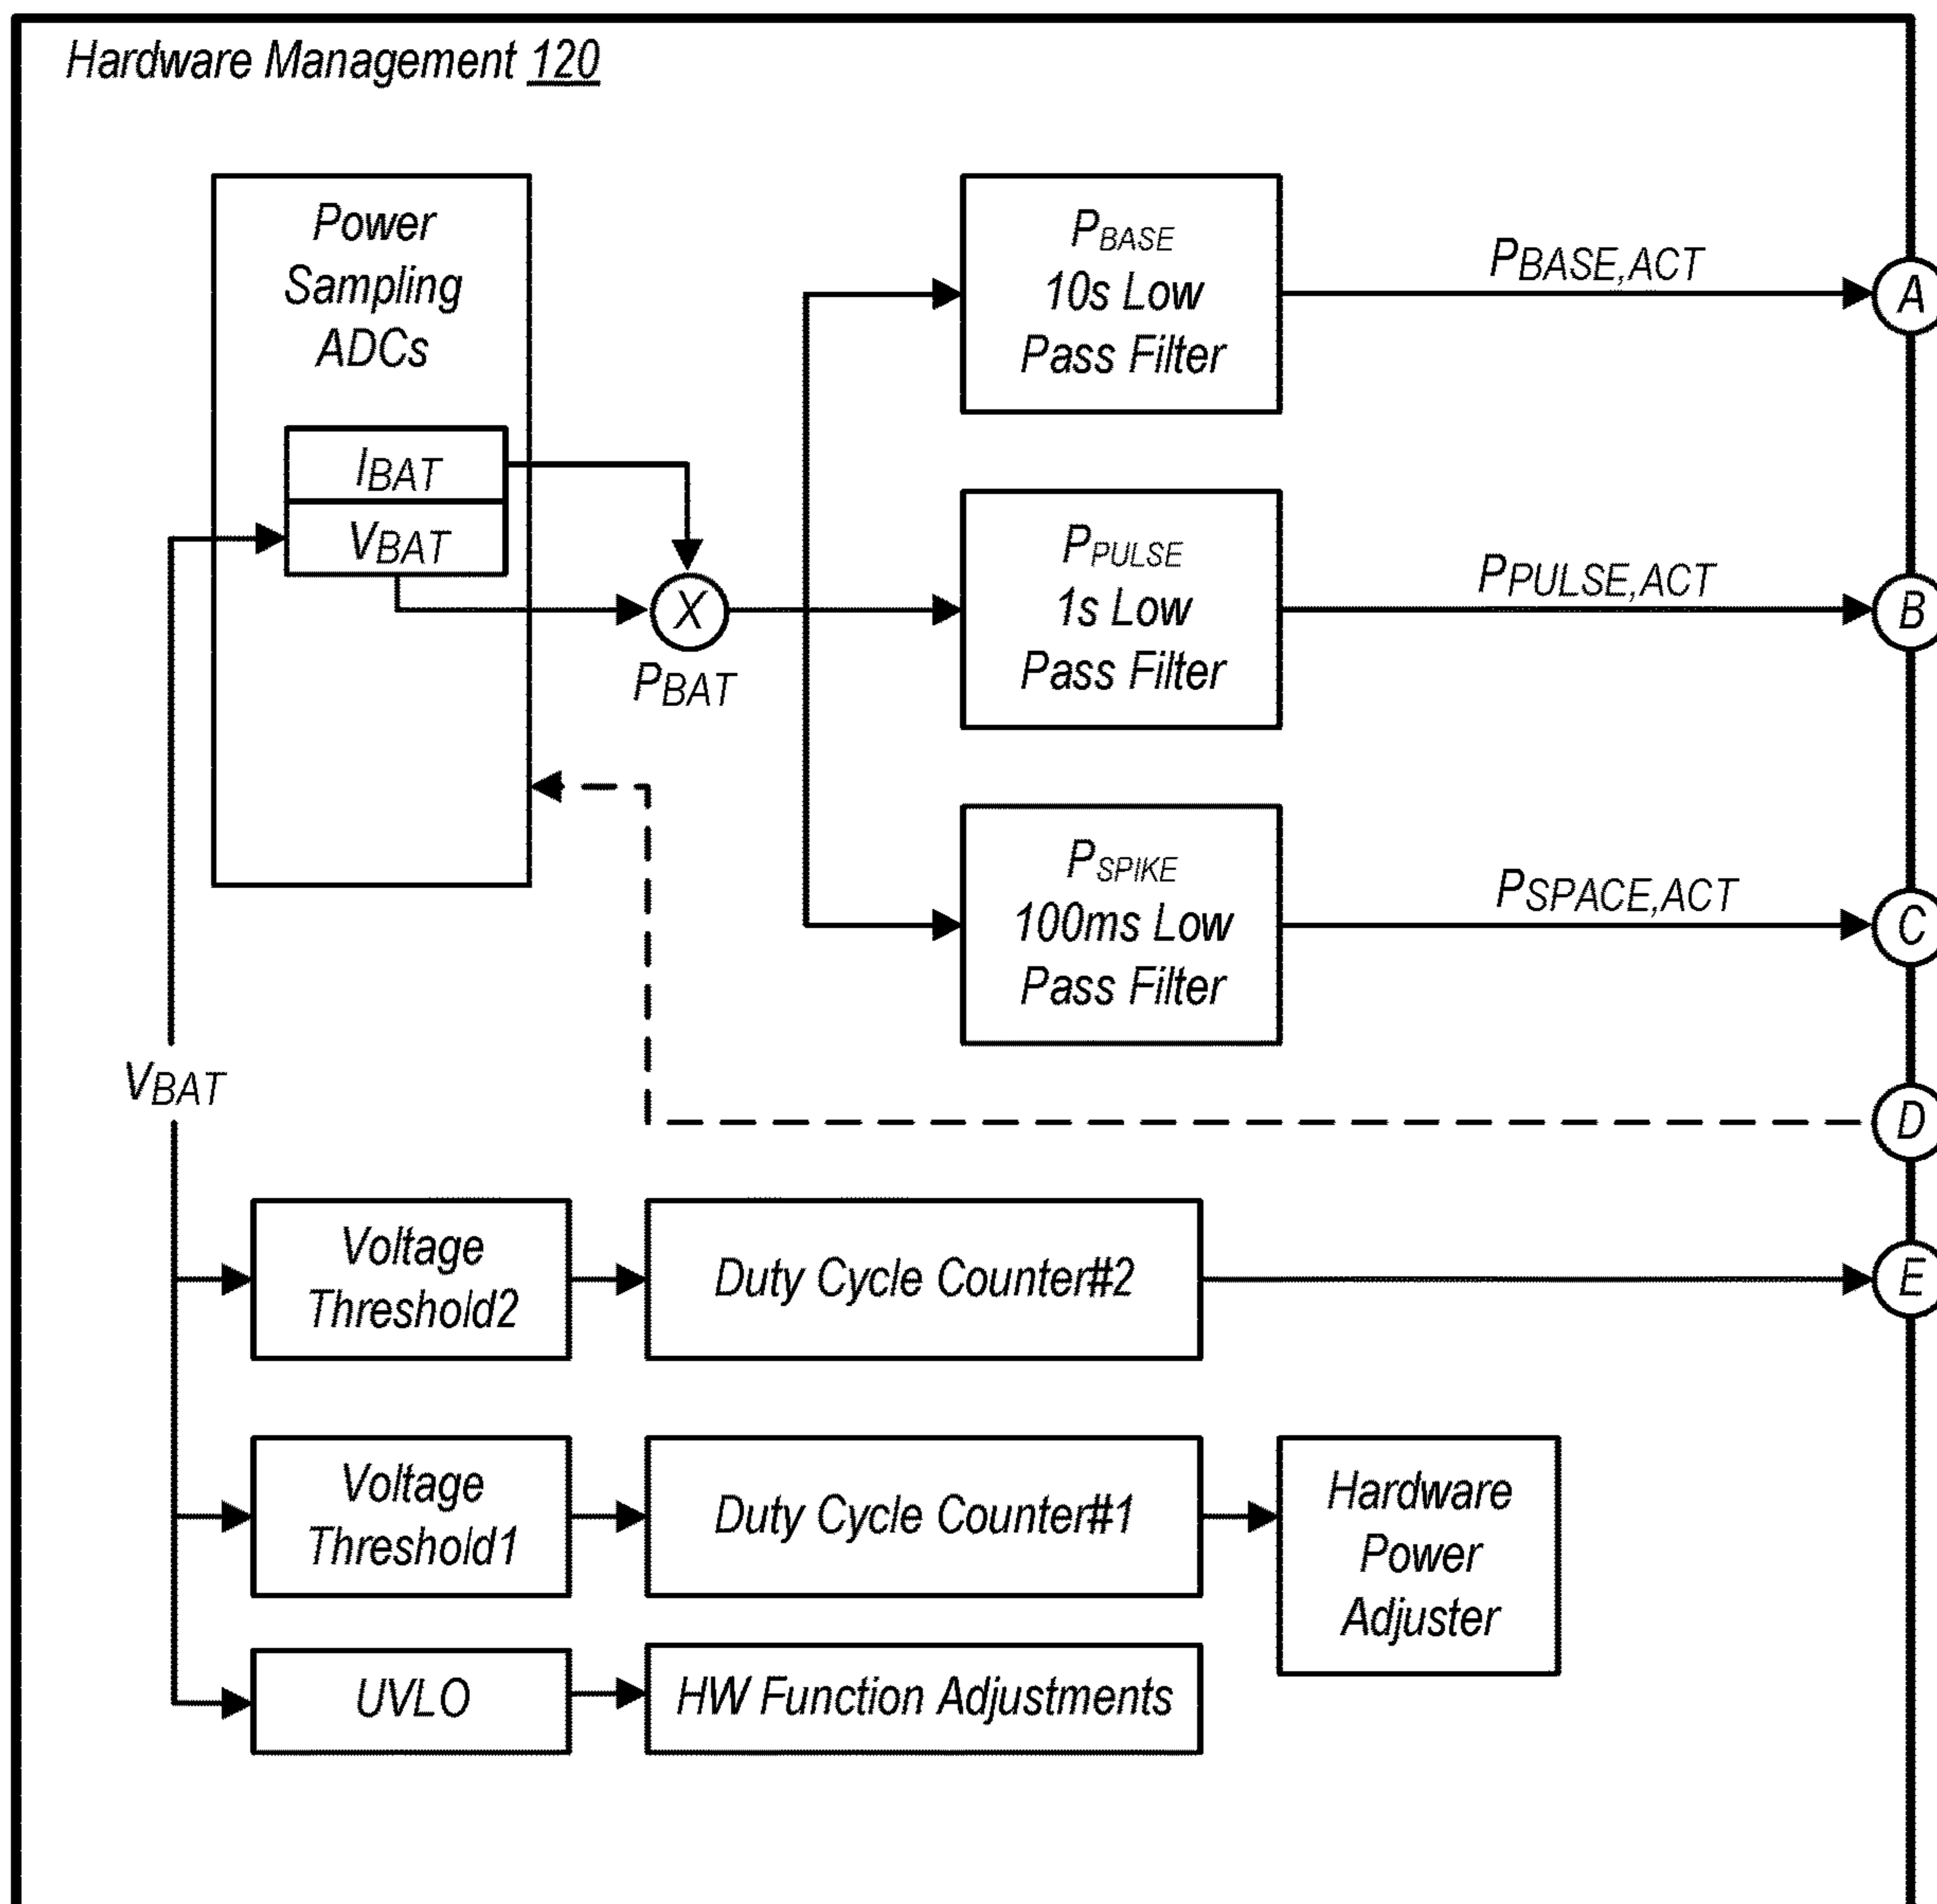 Hardware Management 120
Power
Sampling
ADCs
IBAT
VBAT
X
PBAT
PBASE
10s Low
Pass Filter
PBASE,ACT
A
PPULSE
1s Low
Pass Filter
PPULSE,ACT
B
PSPIKE
100ms Low
Pass Filter
PSPACE,ACT
C
VBAT
D
Voltage
Threshold2
Duty Cycle Counter#2
E
Voltage
Threshold1
Duty Cycle Counter#1
Hardware
Power
Adjuster
UVLO
HW Function Adjustments